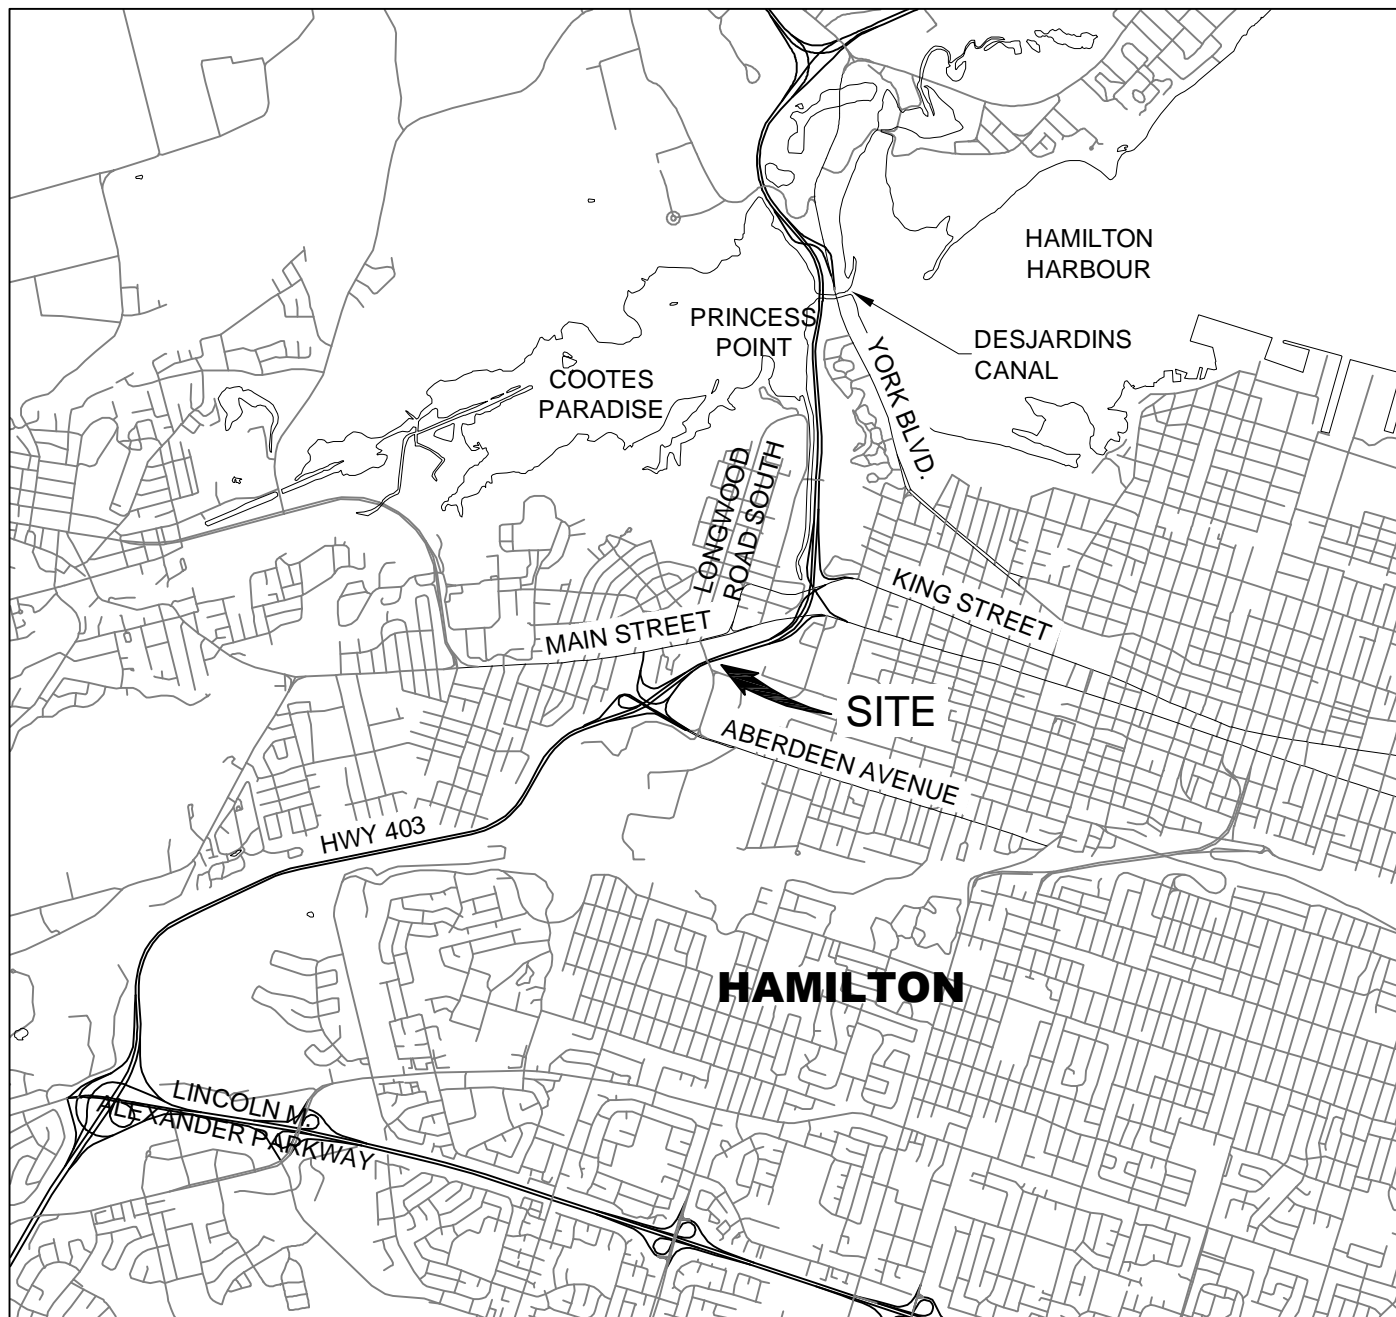 HAMILTON
HARBOUR
PRINCESS
POINT
DESJARDINS
CANAL
COOTES
PARADISE
YORK BLVD.
LONGWOOD
ROAD SOUTH
KING STREET
MAIN STREET
SITE
ABERDEEN AVENUE
HWY 403
HAMILTON
LINCOLN M.
ALEXANDER PARKWAY